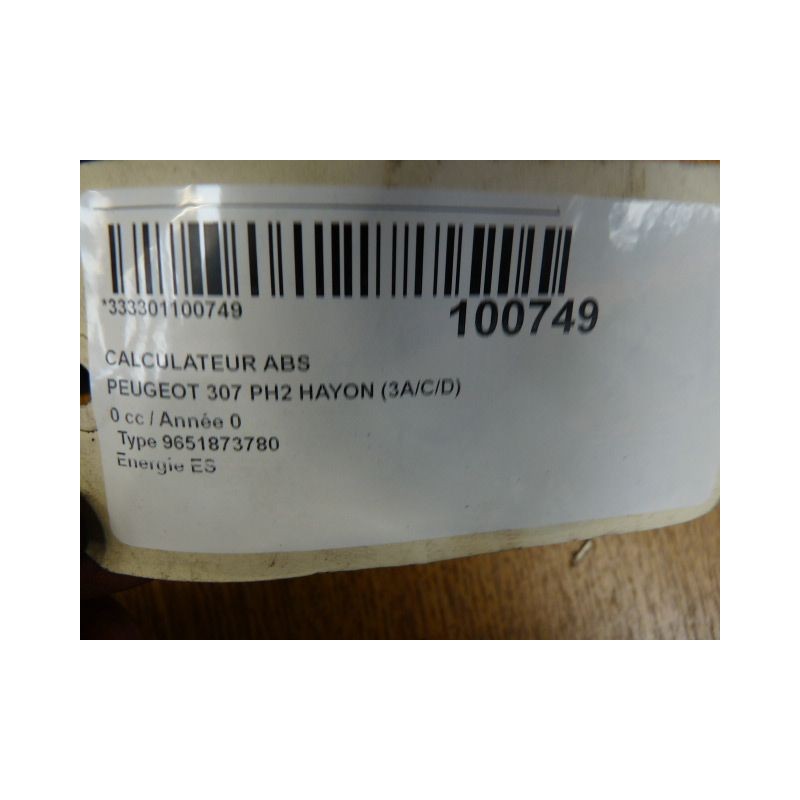 *333301100749
100749
CALCULATEUR ABS
PEUGEOT 307 PH2 HAYON (3A/C/D)
0 cc / Année 0
Type 9651873780
Energie ES